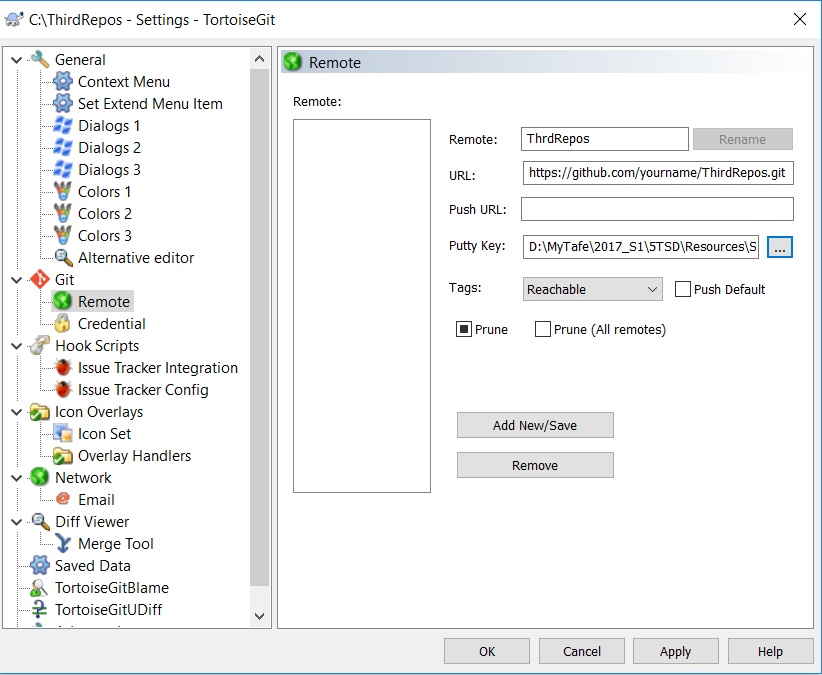 C:\ThirdRepos - Settings - TortoiseGit
General
Context Menu
Set Extend Menu Item
Dialogs 1
Dialogs 2
Dialogs 3
Colors 1
Colors 2
Colors 3
Alternative editor
Git
Remote
Credential
Hook Scripts
Issue Tracker Integration
Issue Tracker Config
Icon Overlays
Icon Set
Overlay Handlers
Network
Email
Diff Viewer
Merge Tool
Saved Data
TortoiseGitBlame
TortoiseGitUDiff
Remote
Remote:
Remote: ThrdRepos Rename
URL: https://github.com/yourname/ThirdRepos.git
Push URL:
Putty Key: D:\MyTafe\2017_S1\5TSD\Resources\S ...
Tags: Reachable Push Default
Prune Prune (All remotes)
Add New/Save
Remove
OK Cancel Apply Help